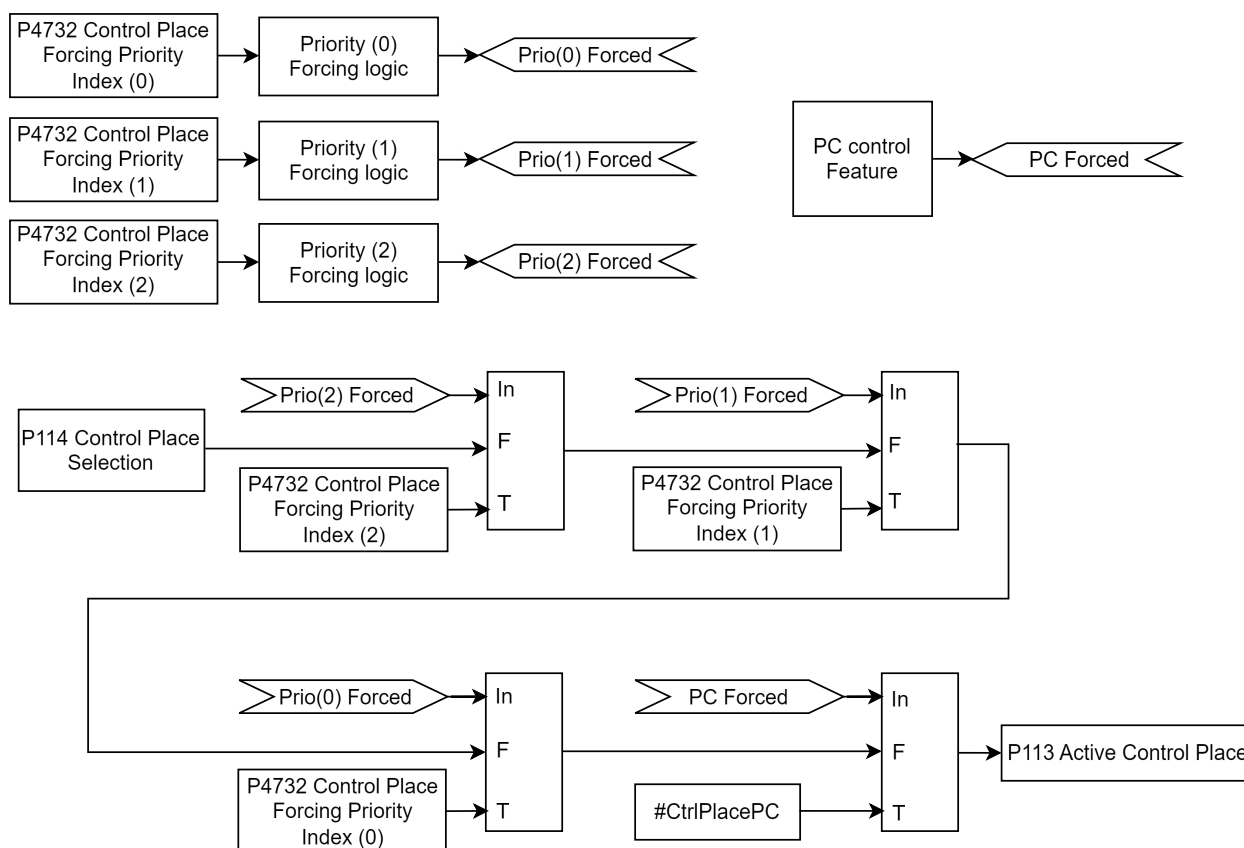 P4732 Control Place
Forcing Priority
Index (0)
Priority (0)
Forcing logic
Prio(0) Forced
P4732 Control Place
Forcing Priority
Index (1)
Priority (1)
Forcing logic
Prio(1) Forced
PC control
Feature
PC Forced
P4732 Control Place
Forcing Priority
Index (2)
Priority (2)
Forcing logic
Prio(2) Forced
P114 Control Place
Selection
Prio(2) Forced
P4732 Control Place
Forcing Priority
Index (2)
In
F
T
Prio(1) Forced
P4732 Control Place
Forcing Priority
Index (1)
In
F
T
Prio(0) Forced
P4732 Control Place
Forcing Priority
Index (0)
In
F
T
PC Forced
#CtrlPlacePC
In
F
T
P113 Active Control Place